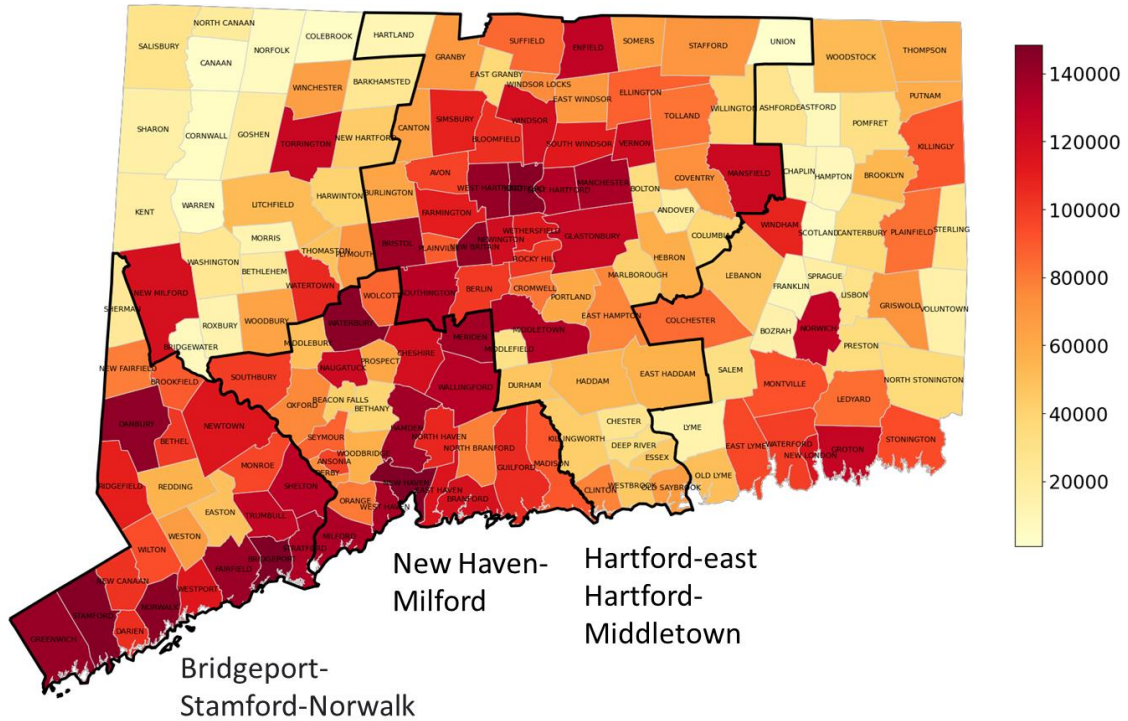 NORTH CANAAN
SALISBURY
CANAAN
NORFOLK
COLEBROOK
HARTLAND
SUFFIELD
ENFIELD
SOMERS
STAFFORD
UNION
WOODSTOCK
THOMPSON
GRANBY
EAST GRANBY
WINDSOR LOCKS
BARKHAMSTED
WINCHESTER
EAST WINDSOR
ELLINGTON
PUTNAM
SHARON
CORNWALL
GOSHEN
TORRINGTON
NEW HARTFORD
CANTON
SIMSBURY
BLOOMFIELD
WINDSOR
SOUTH WINDSOR
VERNON
TOLLAND
WILLINGTON
ASHFORD
EASTFORD
POMFRET
KILLINGLY
KENT
WARREN
LITCHFIELD
HARWINTON
BURLINGTON
AVON
WEST HARTFORD
EAST HARTFORD
MANCHESTER
BOLTON
COVENTRY
MANSFIELD
CHAPLIN
HAMPTON
BROOKLYN
MORRIS
FARMINGTON
ANDOVER
GLASTONBURY
COLUMBIA
WINDHAM
SCOTLAND
CANTERBURY
PLAINFIELD
STERLING
WASHINGTON
BETHLEHEM
THOMASTON
PLYMOUTH
BRISTOL
PLAINVILLE
NEW BRITAIN
NEWINGTON
WETHERSFIELD
ROCKY HILL
HEBRON
MARLBOROUGH
LEBANON
SPRAGUE
FRANKLIN
LISBON
GRISWOLD
VOLUNTOWN
SHERMAN
NEW MILFORD
ROXBURY
WOODBURY
WATERTOWN
WOLCOTT
SOUTHINGTON
BERLIN
CROMWELL
PORTLAND
EAST HAMPTON
COLCHESTER
BOZRAH
NORWICH
PRESTON
BRIDGEWATER
MIDDLEBURY
WATERBURY
CHESHIRE
MERIDEN
MIDDLEFIELD
MIDDLETOWN
NEW FAIRFIELD
BROOKFIELD
SOUTHBURY
NAUGATUCK
PROSPECT
WALLINGFORD
DURHAM
HADDAM
EAST HADDAM
SALEM
MONTVILLE
LEDYARD
NORTH STONINGTON
DANBURY
BETHEL
NEWTOWN
OXFORD
BEACON FALLS
BETHANY
HAMDEN
NORTH HAVEN
NORTH BRANFORD
GUILFORD
MADISON
KILLINGWORTH
CHESTER
DEEP RIVER
ESSEX
LYME
EAST LYME
WATERFORD
NEW LONDON
GROTON
STONINGTON
RIDGEFIELD
REDDING
MONROE
SEYMOUR
ANSONIA
DERBY
WOODBRIDGE
SHELTON
ORANGE
NEW HAVEN
WEST HAVEN
EAST HAVEN
BRANFORD
CLINTON
WESTBROOK
OLD SAYBROOK
OLD LYME
WILTON
WESTON
EASTON
TRUMBULL
STRATFORD
MILFORD
NEW CANAAN
WESTPORT
FAIRFIELD
BRIDGEPORT
GREENWICH
STAMFORD
DARIEN
NORWALK
140000
120000
100000
80000
60000
40000
20000
New Haven-
Milford
Hartford-east
Hartford-
Middletown
Bridgeport-
Stamford-Norwalk